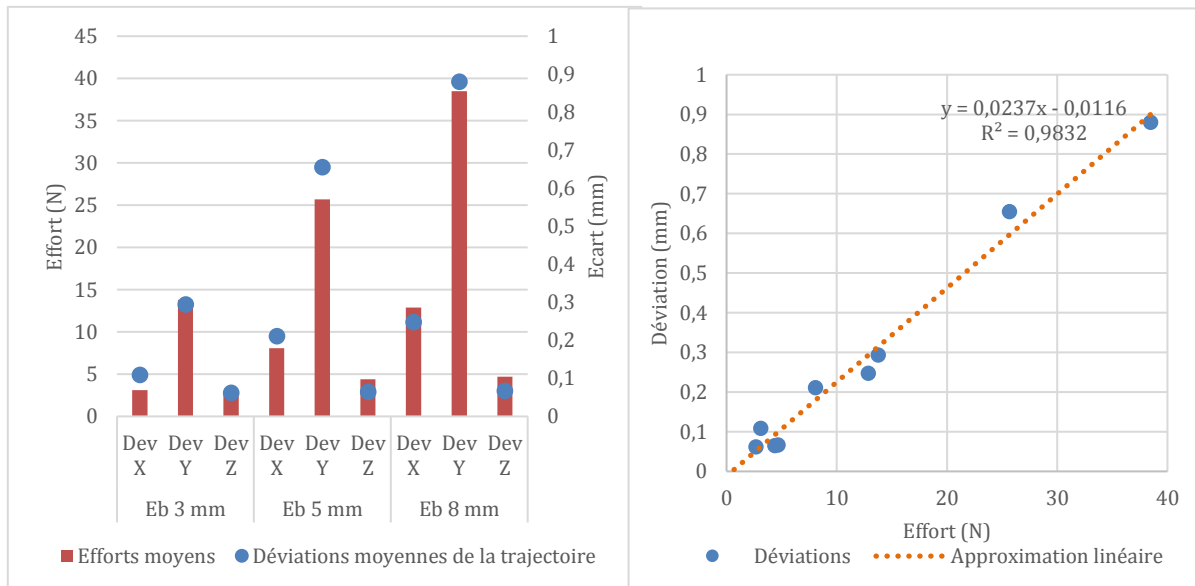 45
40
35
30
25
20
15
10
5
0
Effort (N)
1
0,9
0,8
0,7
0,6
0,5
0,4
0,3
0,2
0,1
0
Ecart (mm)
Dev X
Dev Y
Dev Z
Dev X
Dev Y
Dev Z
Dev X
Dev Y
Dev Z
Eb 3 mm
Eb 5 mm
Eb 8 mm
Efforts moyens
Déviations moyennes de la trajectoire
1
0,9
0,8
0,7
0,6
0,5
0,4
0,3
0,2
0,1
0
Déviation (mm)
y = 0,0237x - 0,0116
R² = 0,9832
0
10
20
30
40
Effort (N)
Déviations
Approximation linéaire